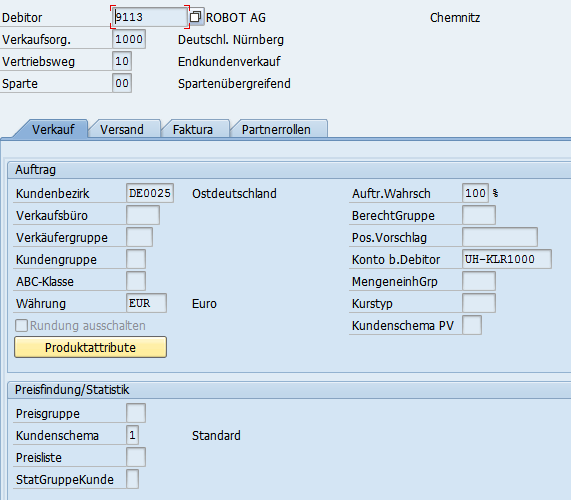 Debitor 9113 ROBOT AG Chemnitz
Verkaufsorg. 1000 Deutschl. Nürnberg
Vertriebsweg 10 Endkundenverkauf
Sparte 00 Spartenübergreifend
Verkauf Versand Faktura Partnerrollen
Auftrag
Kundenbezirk DE0025 Ostdeutschland Auftr.Wahrsch 100 %
Verkaufsbüro BerechtGruppe
Verkäufergruppe Pos.Vorschlag
Kundengruppe Konto b.Debitor UH-KLR1000
ABC-Klasse MengeneinhGrp
Währung EUR Euro Kurstyp
Rundung ausschalten Kundenschema PV
Produktattribute
Preisfindung/Statistik
Preisgruppe
Kundenschema 1 Standard
Preisliste
StatGruppeKunde